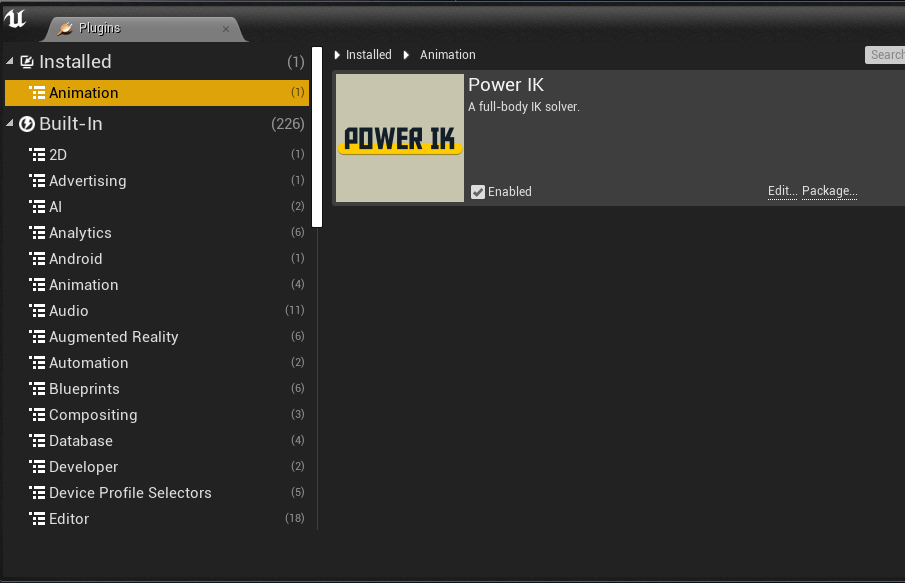 Plugins
Installed (1)
Animation (1)
Built-In (226)
2D (1)
Advertising (1)
AI (2)
Analytics (6)
Android (1)
Animation (4)
Audio (11)
Augmented Reality (6)
Automation (2)
Blueprints (6)
Compositing (3)
Database (4)
Developer (2)
Device Profile Selectors (5)
Editor (18)
Installed Animation
Search
Power IK
A full-body IK solver.
POWER IK
Enabled
Edit... Package...